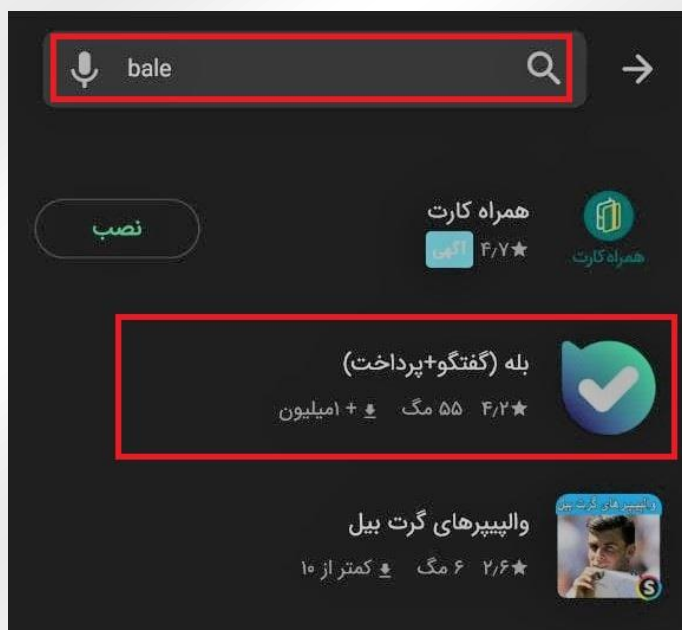 bale
همراه کارت
۴٫۷★ آگهی
نصب
همراه کارت
بله (گفتگو+پرداخت)
۴٫۲★ ۵۵ مگ + ۱میلیون
والپیپرهای گرت بیل
۲٫۶★ ۶ مگ کمتر از ۱۰
والپیپر های گرت بیل
S